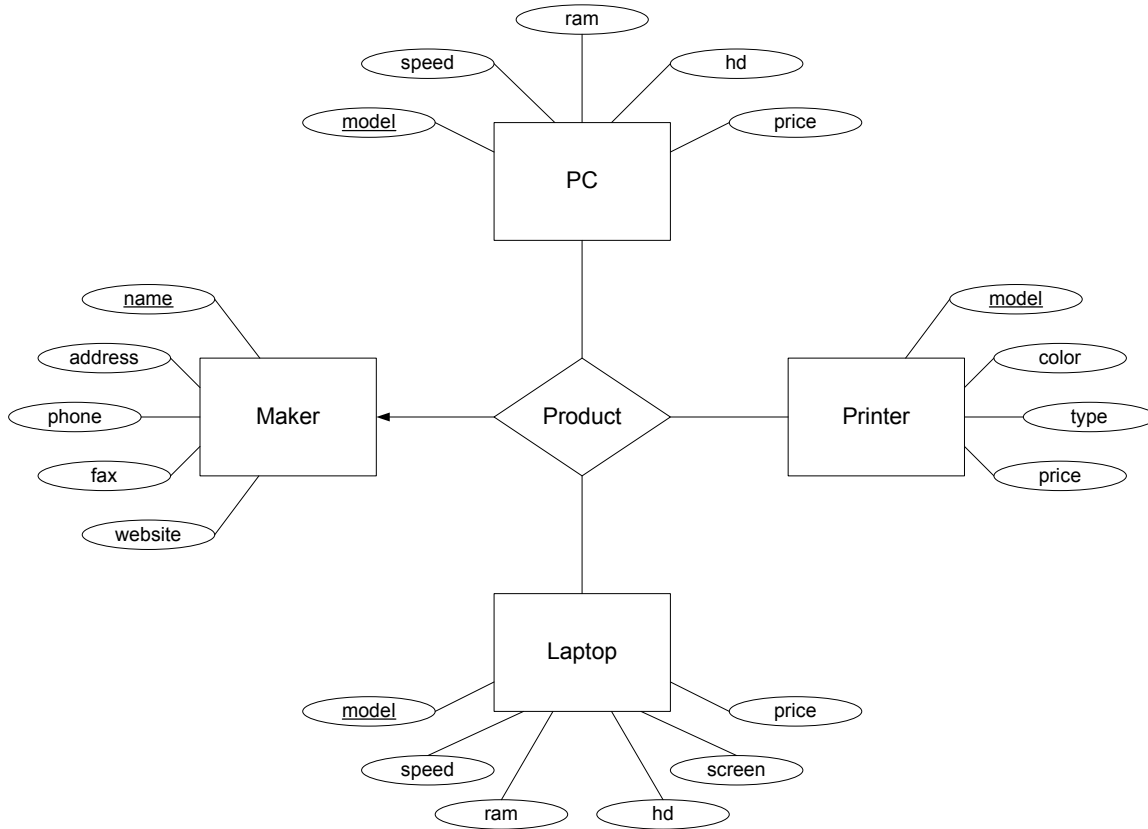 ram
speed
hd
model
price
PC
name
model
address
color
phone
Maker
Product
Printer
type
fax
price
website
Laptop
model
price
speed
screen
ram
hd